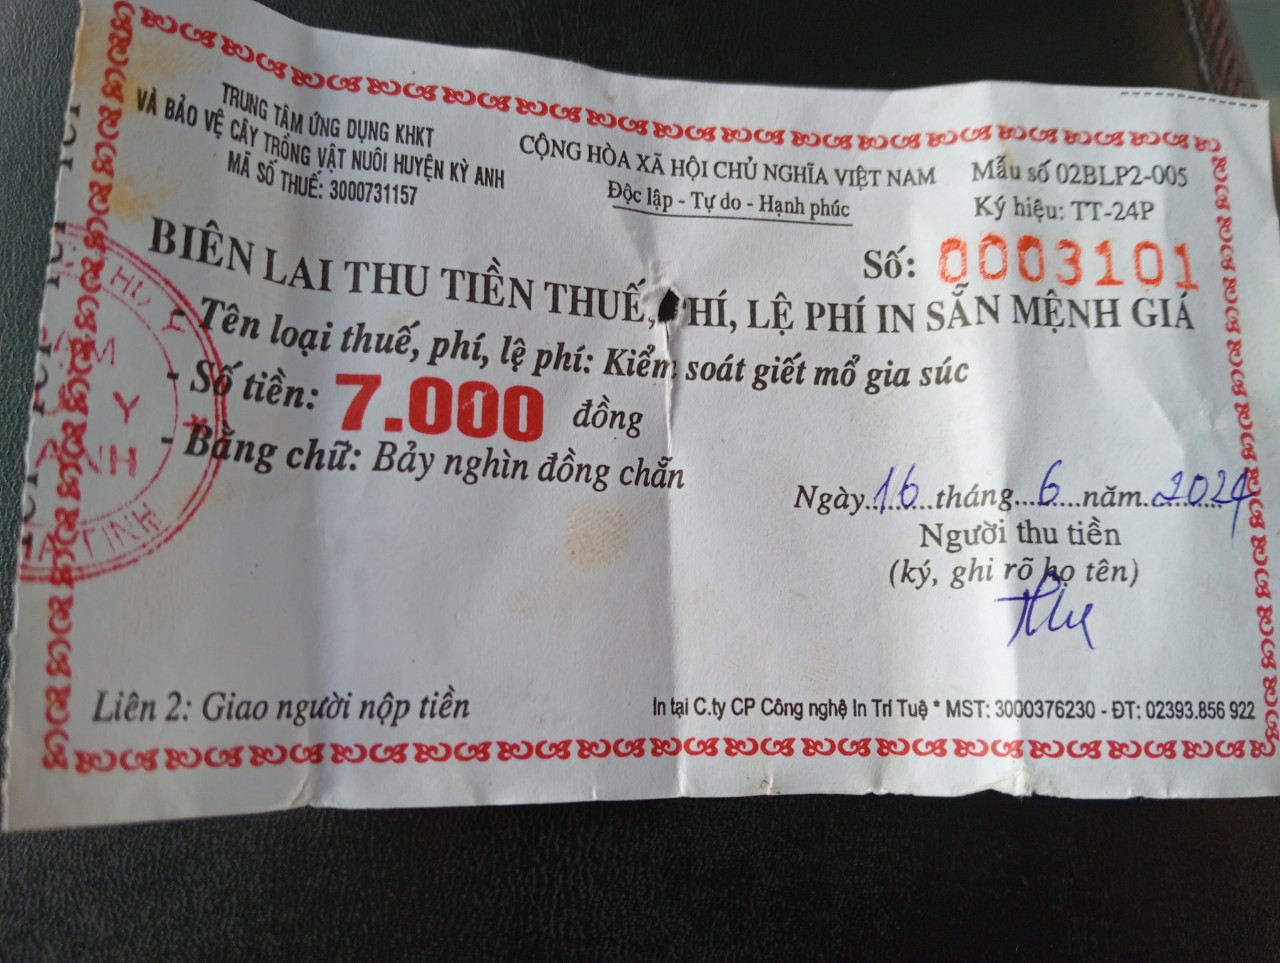 TRUNG TÂM ỨNG DỤNG KHKT
VÀ BẢO VỆ CÂY TRỒNG VẬT NUÔI HUYỆN KỲ ANH
MÃ SỐ THUẾ: 3000731157
CỘNG HÒA XÃ HỘI CHỦ NGHĨA VIỆT NAM
Độc lập - Tự do - Hạnh phúc
Mẫu số 02BLP2-005
Ký hiệu: TT-24P
Số: 0003101
BIÊN LAI THU TIỀN THUẾ, PHÍ, LỆ PHÍ IN SẴN MỆNH GIÁ
- Tên loại thuế, phí, lệ phí: Kiểm soát giết mổ gia súc
- Số tiền: 7.000 đồng
- Bằng chữ: Bảy nghìn đồng chẵn
Ngày 16 tháng 6 năm 2024
Người thu tiền
(ký, ghi rõ họ tên)
Liên 2: Giao người nộp tiền
In tại C.ty CP Công nghệ In Trí Tuệ * MST: 3000376230 - ĐT: 02393.856 922